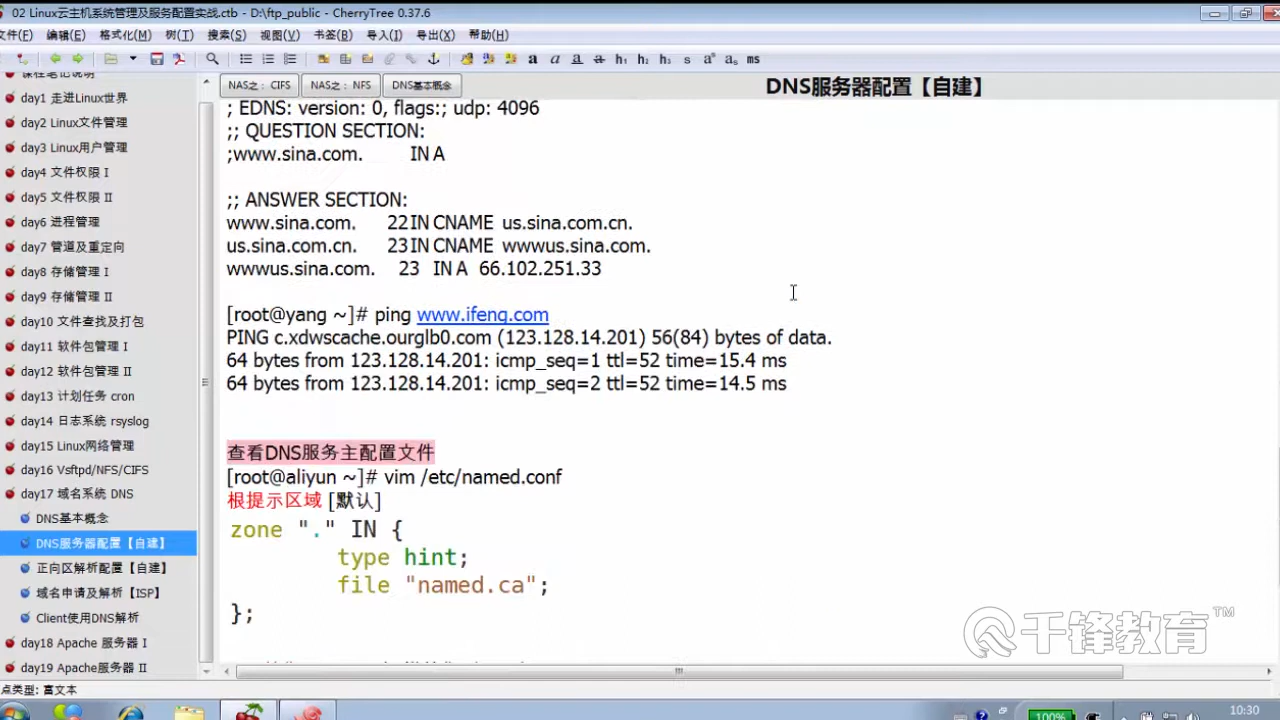 02 Linux云主机系统管理及服务配置实战.ctb - D:\ftp_public - CherryTree 0.37.6
文件(F) 编辑(E) 格式化(M) 树(T) 搜索(S) 视图(V) 书签(B) 导入(I) 导出(X) 帮助(H)
a a a a h₁ h₂ h₃ s aˢ aₛ ms
课程笔记说明
day1 走进Linux世界
day2 Linux文件管理
day3 Linux用户管理
day4 文件权限 I
day5 文件权限 II
day6 进程管理
day7 管道及重定向
day8 存储管理 I
day9 存储管理 II
day10 文件查找及打包
day11 软件包管理 I
day12 软件包管理 II
day13 计划任务 cron
day14 日志系统 rsyslog
day15 Linux网络管理
day16 Vsftpd/NFS/CIFS
day17 域名系统 DNS
DNS基本概念
DNS服务器配置【自建】
正向区解析配置【自建】
域名申请及解析【ISP】
Client使用DNS解析
day18 Apache 服务器 I
day19 Apache服务器 II
NAS之：CIFS NAS之：NFS DNS基本概念
DNS服务器配置【自建】
; EDNS: version: 0, flags:; udp: 4096
;; QUESTION SECTION:
;www.sina.com. IN A
;; ANSWER SECTION:
www.sina.com. 22 IN CNAME us.sina.com.cn.
us.sina.com.cn. 23 IN CNAME wwwus.sina.com.
wwwus.sina.com. 23 IN A 66.102.251.33
[root@yang ~]# ping www.ifeng.com
PING c.xdwscache.ourglb0.com (123.128.14.201) 56(84) bytes of data.
64 bytes from 123.128.14.201: icmp_seq=1 ttl=52 time=15.4 ms
64 bytes from 123.128.14.201: icmp_seq=2 ttl=52 time=14.5 ms
查看DNS服务主配置文件
[root@aliyun ~]# vim /etc/named.conf
根提示区域 [默认]
zone "." IN {
type hint;
file "named.ca";
};
千锋教育™
点类型: 富文本
100%
10:30